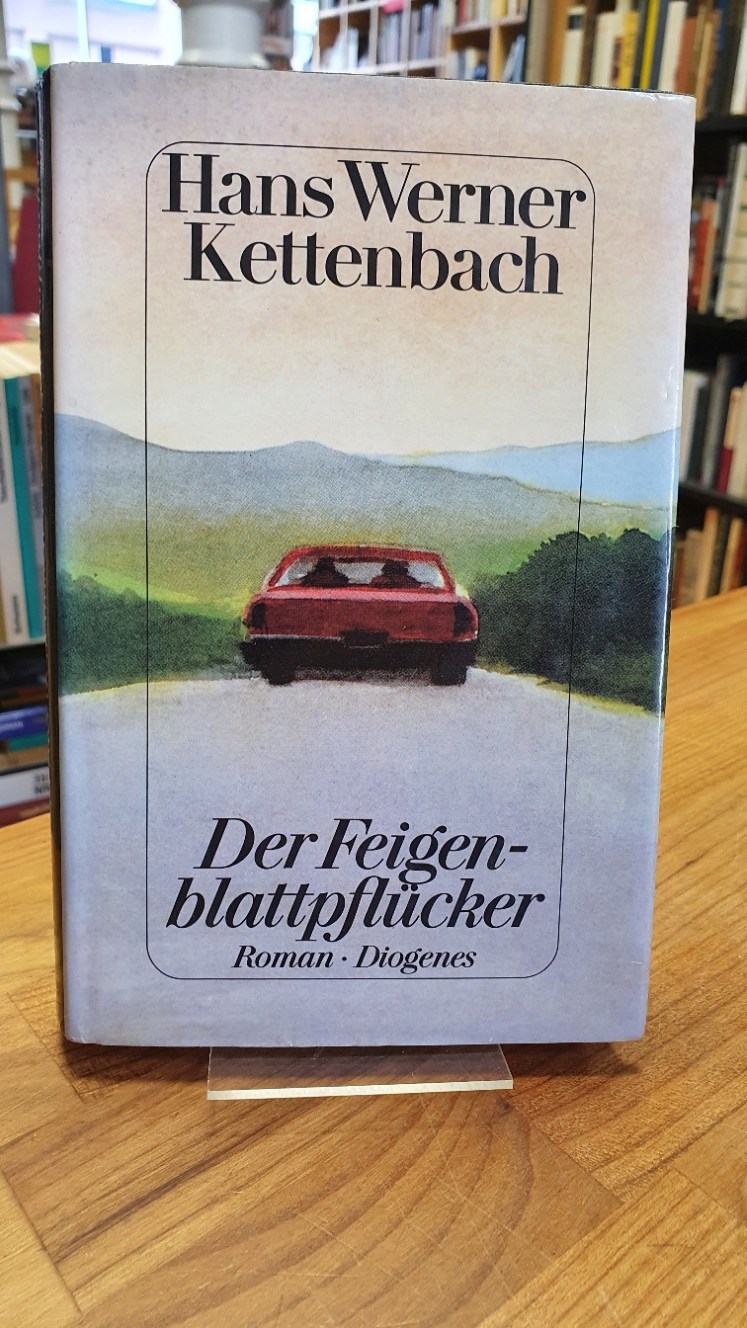 Hans Werner
Kettenbach
Der Feigen-
blattpflücker
Roman · Diogenes